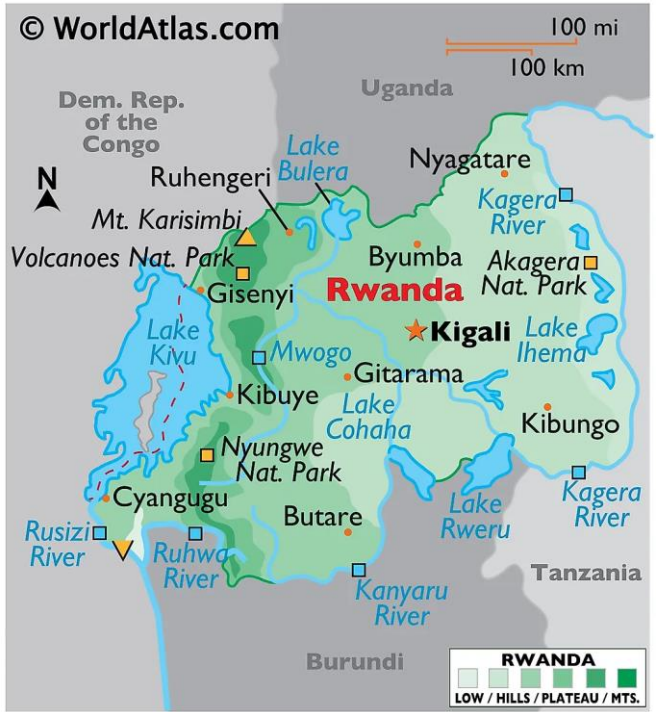 © WorldAtlas.com
100 mi
100 km
Dem. Rep.
of the
Congo
Uganda
N
Lake
Bulera
Nyagatare
Ruhengeri
Kagera
River
Mt. Karisimbi
Volcanoes Nat. Park
Byumba
Akagera
Nat. Park
Gisenyi
Rwanda
Lake
Kivu
Kigali
Lake
Ihema
Mwogo
Gitarama
Kibuye
Lake
Cohaha
Kibungo
Nyungwe
Nat. Park
Cyangugu
Lake
Rweru
Kagera
River
Rusizi
River
Ruhwa
River
Butare
Kanyaru
River
Tanzania
Burundi
RWANDA
LOW / HILLS / PLATEAU / MTS.